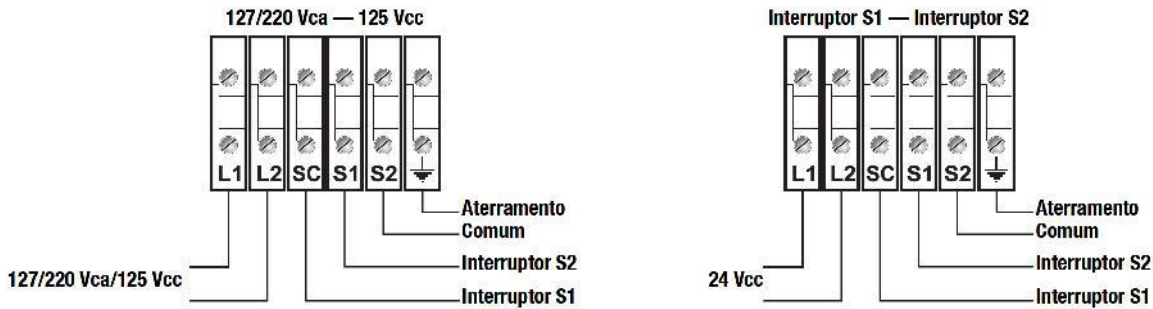 127/220 Vca — 125 Vcc
L1 L2 SC S1 S2
Aterramento
Comum
Interruptor S2
Interruptor S1
127/220 Vca/125 Vcc
Interruptor S1 — Interruptor S2
L1 L2 SC S1 S2
Aterramento
Comum
Interruptor S2
Interruptor S1
24 Vcc